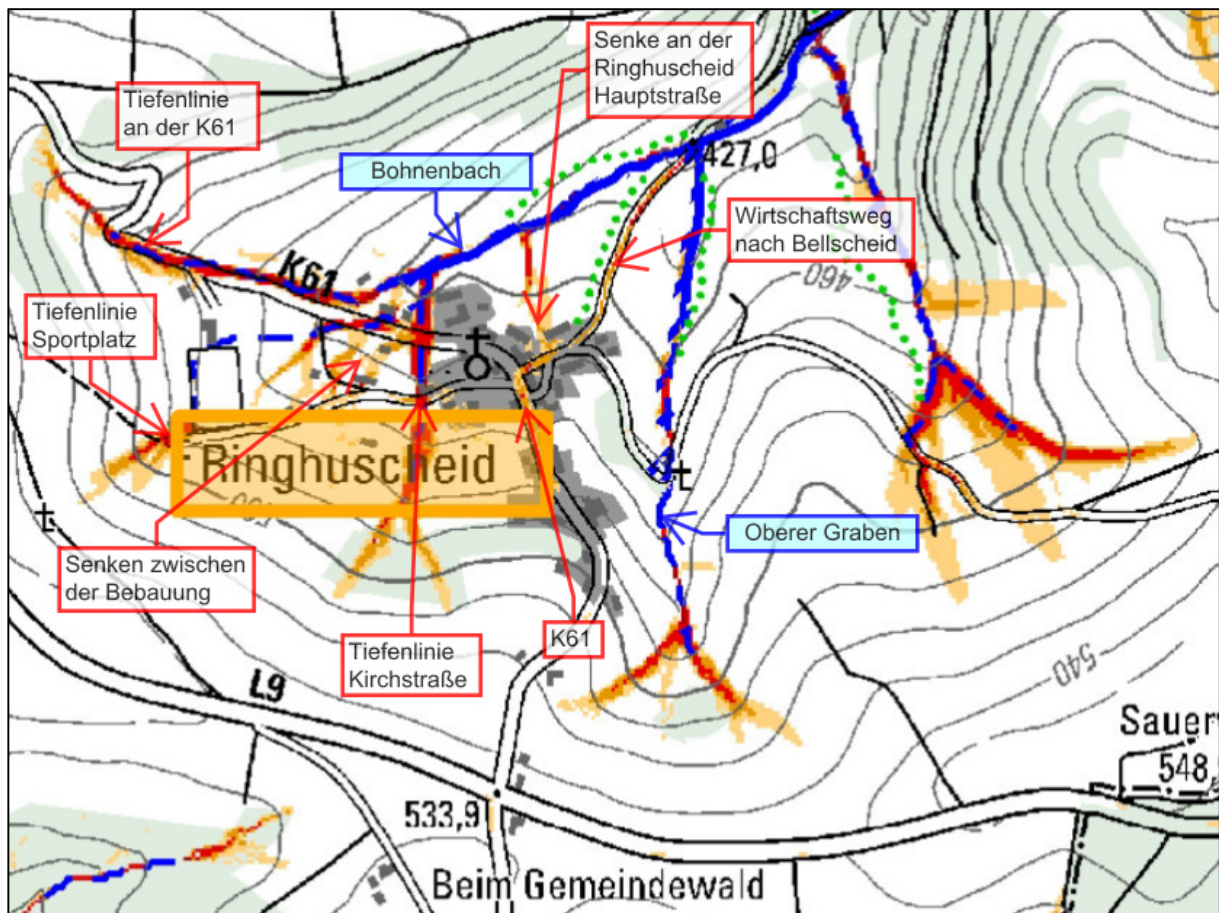 Tiefenlinie
an der K61
Senke an der
Ringhuscheid
Hauptstraße
Bohnenbach
427,0
Wirtschaftsweg
nach Bellscheid
K61
460
Tiefenlinie
Sportplatz
Ringhuscheid
Oberer Graben
Senken zwischen
der Bebauung
Tiefenlinie
Kirchstraße
K61
L9
540
Sauerw
548,
533,9
Beim Gemeindewald